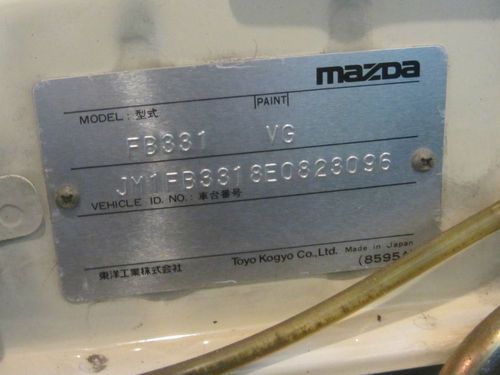 mazda
MODEL: 型式 PAINT
FB331 VG
JM1FB3318E0823096
VEHICLE ID. NO.: 車台番号
東洋工業株式会社 Toyo Kogyo Co., Ltd. Made in Japan
(8595A